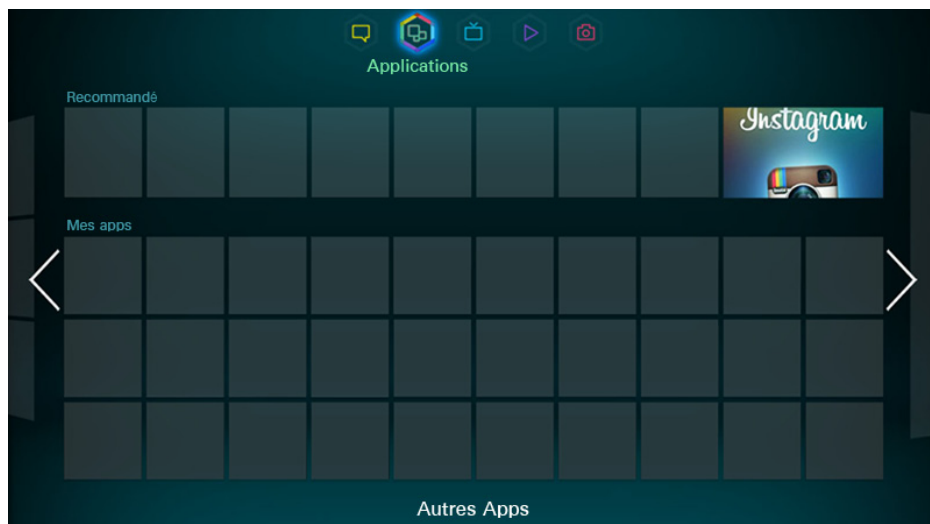 Applications
Recommandé
Instagram
Mes apps
Autres Apps